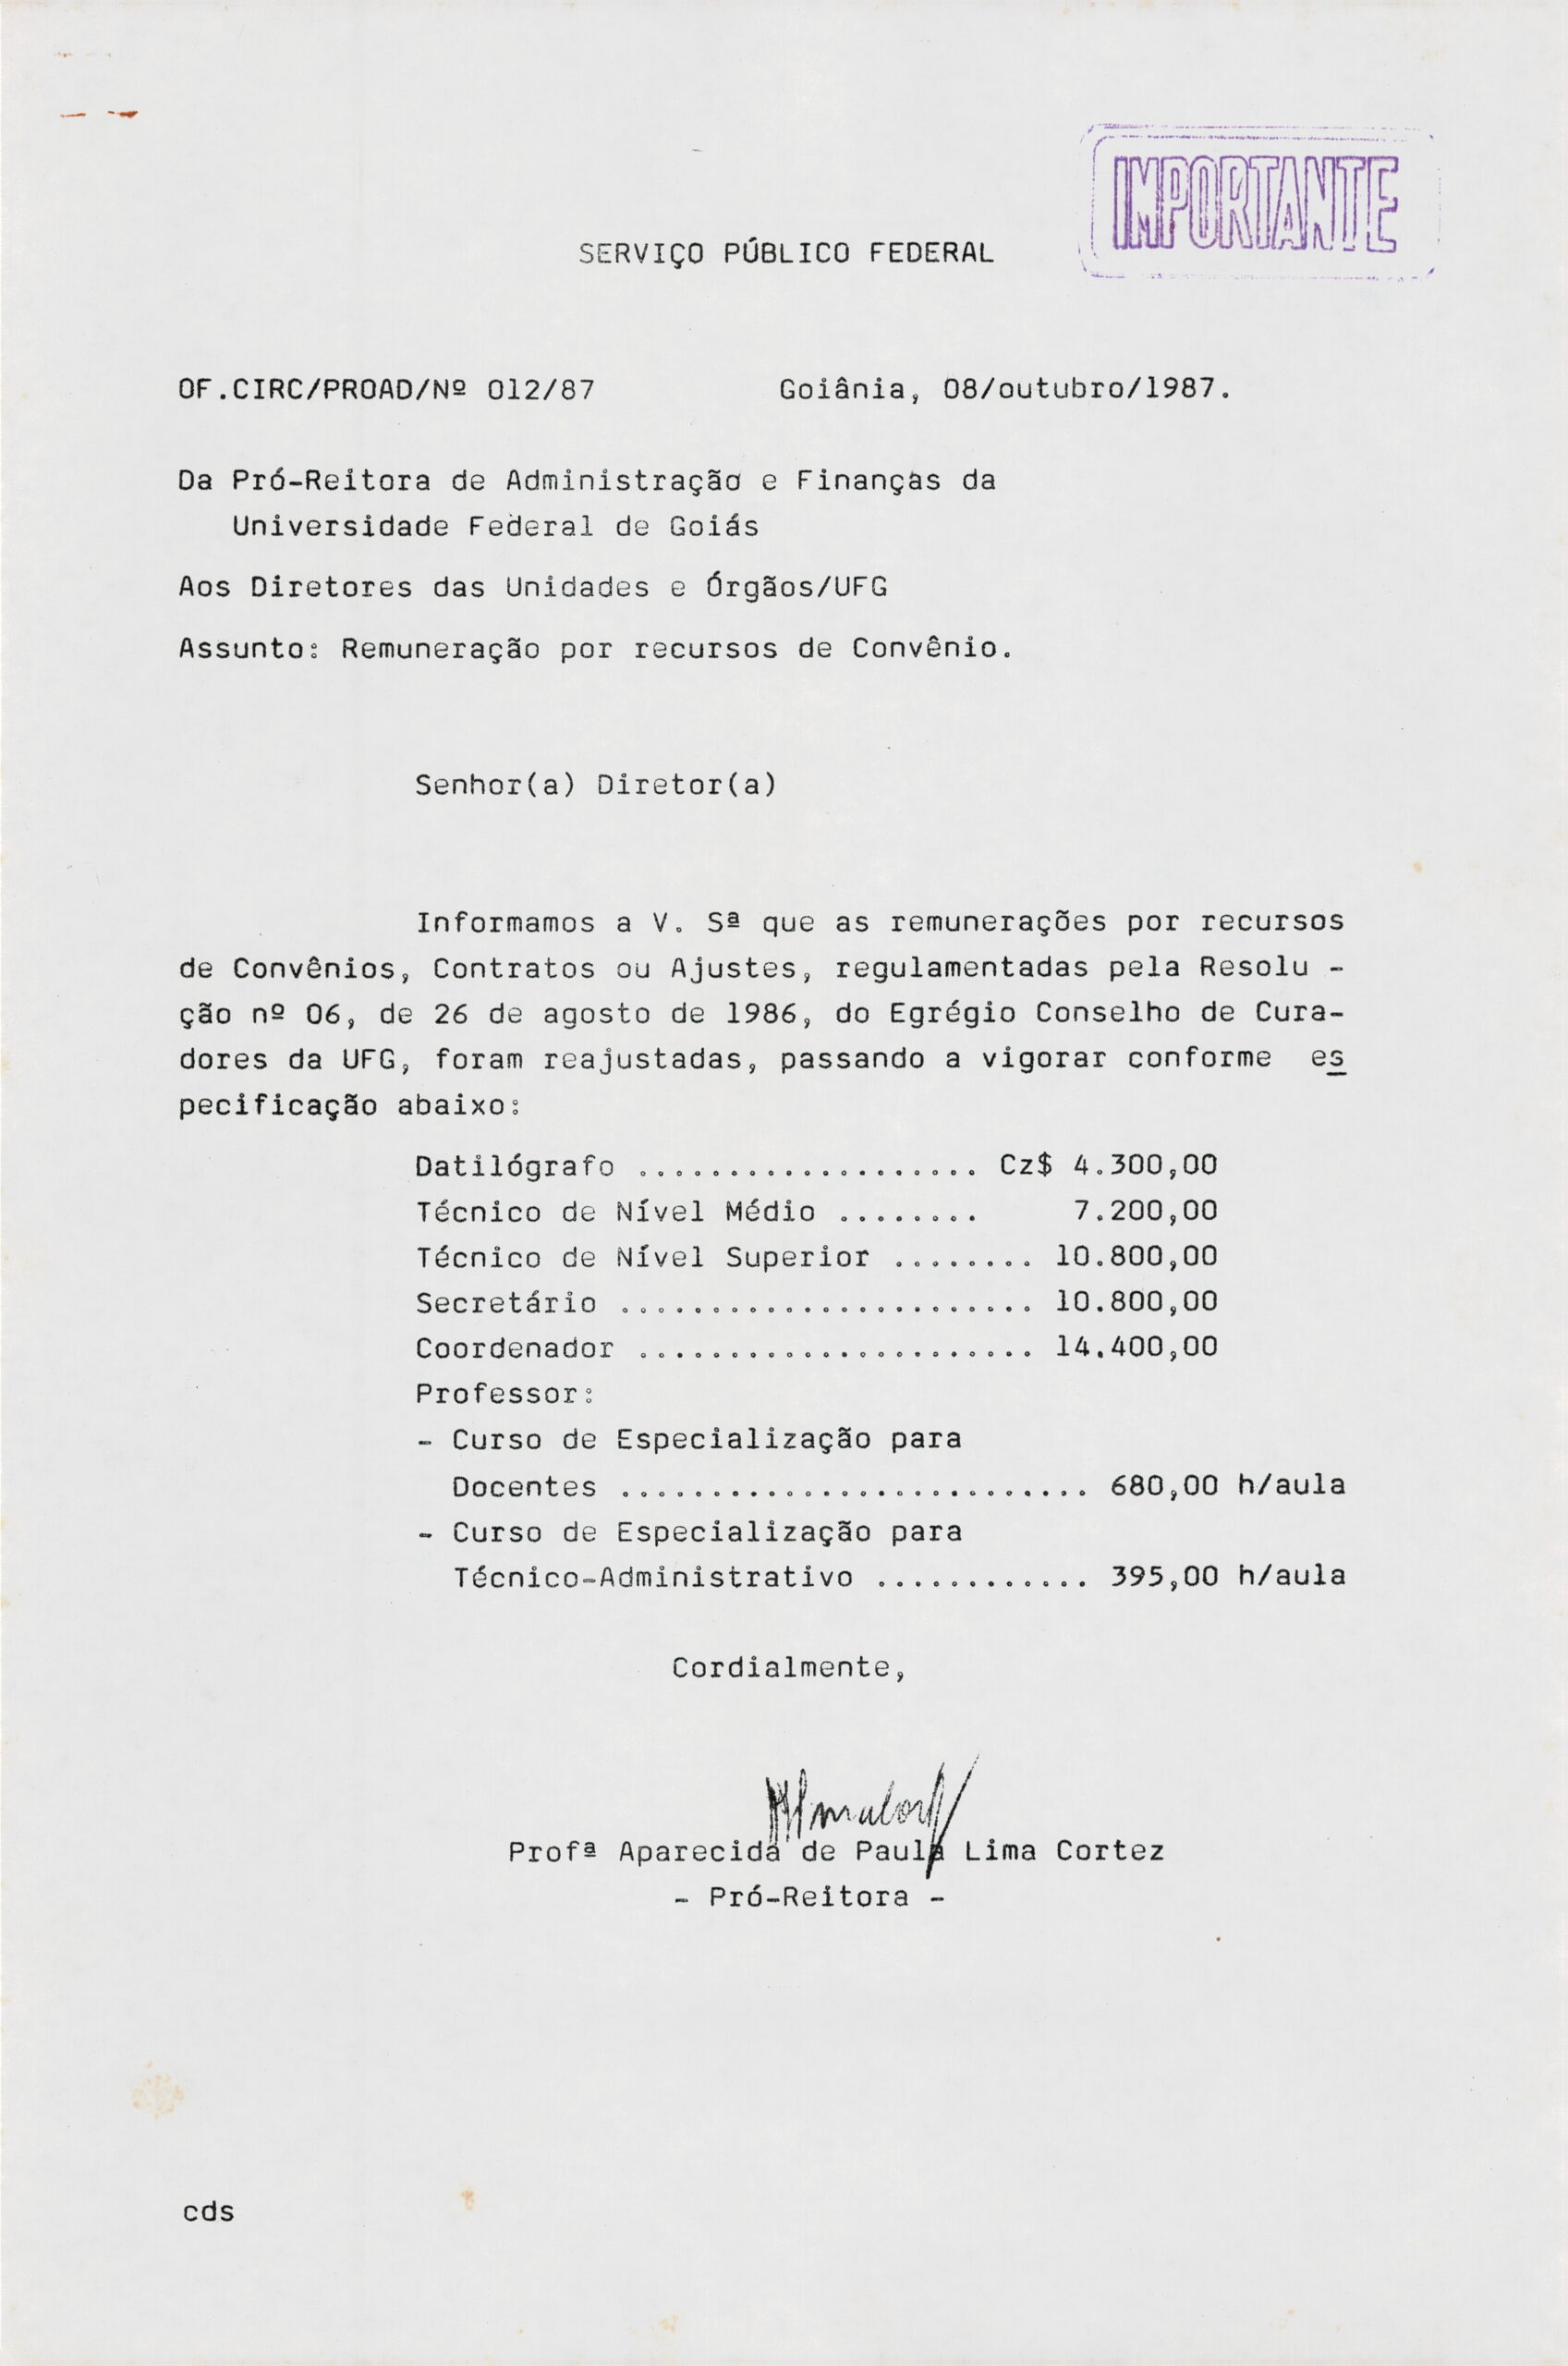 IMPORTANTE
SERVIÇO PÚBLICO FEDERAL
OF.CIRC/PROAD/Nº 012/87 Goiânia, 08/outubro/1987.
Da Pró-Reitora de Administração e Finanças da
Universidade Federal de Goiás
Aos Diretores das Unidades e Órgãos/UFG
Assunto: Remuneração por recursos de Convênio.
Senhor(a) Diretor(a)
Informamos a V. Sª que as remunerações por recursos
de Convênios, Contratos ou Ajustes, regulamentadas pela Resolu -
ção nº 06, de 26 de agosto de 1986, do Egrégio Conselho de Cura-
dores da UFG, foram reajustadas, passando a vigorar conforme es
pecificação abaixo:
Datilógrafo ................... Cz$ 4.300,00
Técnico de Nível Médio ........ 7.200,00
Técnico de Nível Superior ........ 10.800,00
Secretário ....................... 10.800,00
Coordenador ...................... 14.400,00
Professor:
- Curso de Especialização para
Docentes .......................... 680,00 h/aula
- Curso de Especialização para
Técnico-Administrativo ............ 395,00 h/aula
Cordialmente,
Profª Aparecida de Paula Lima Cortez
- Pró-Reitora -
cds